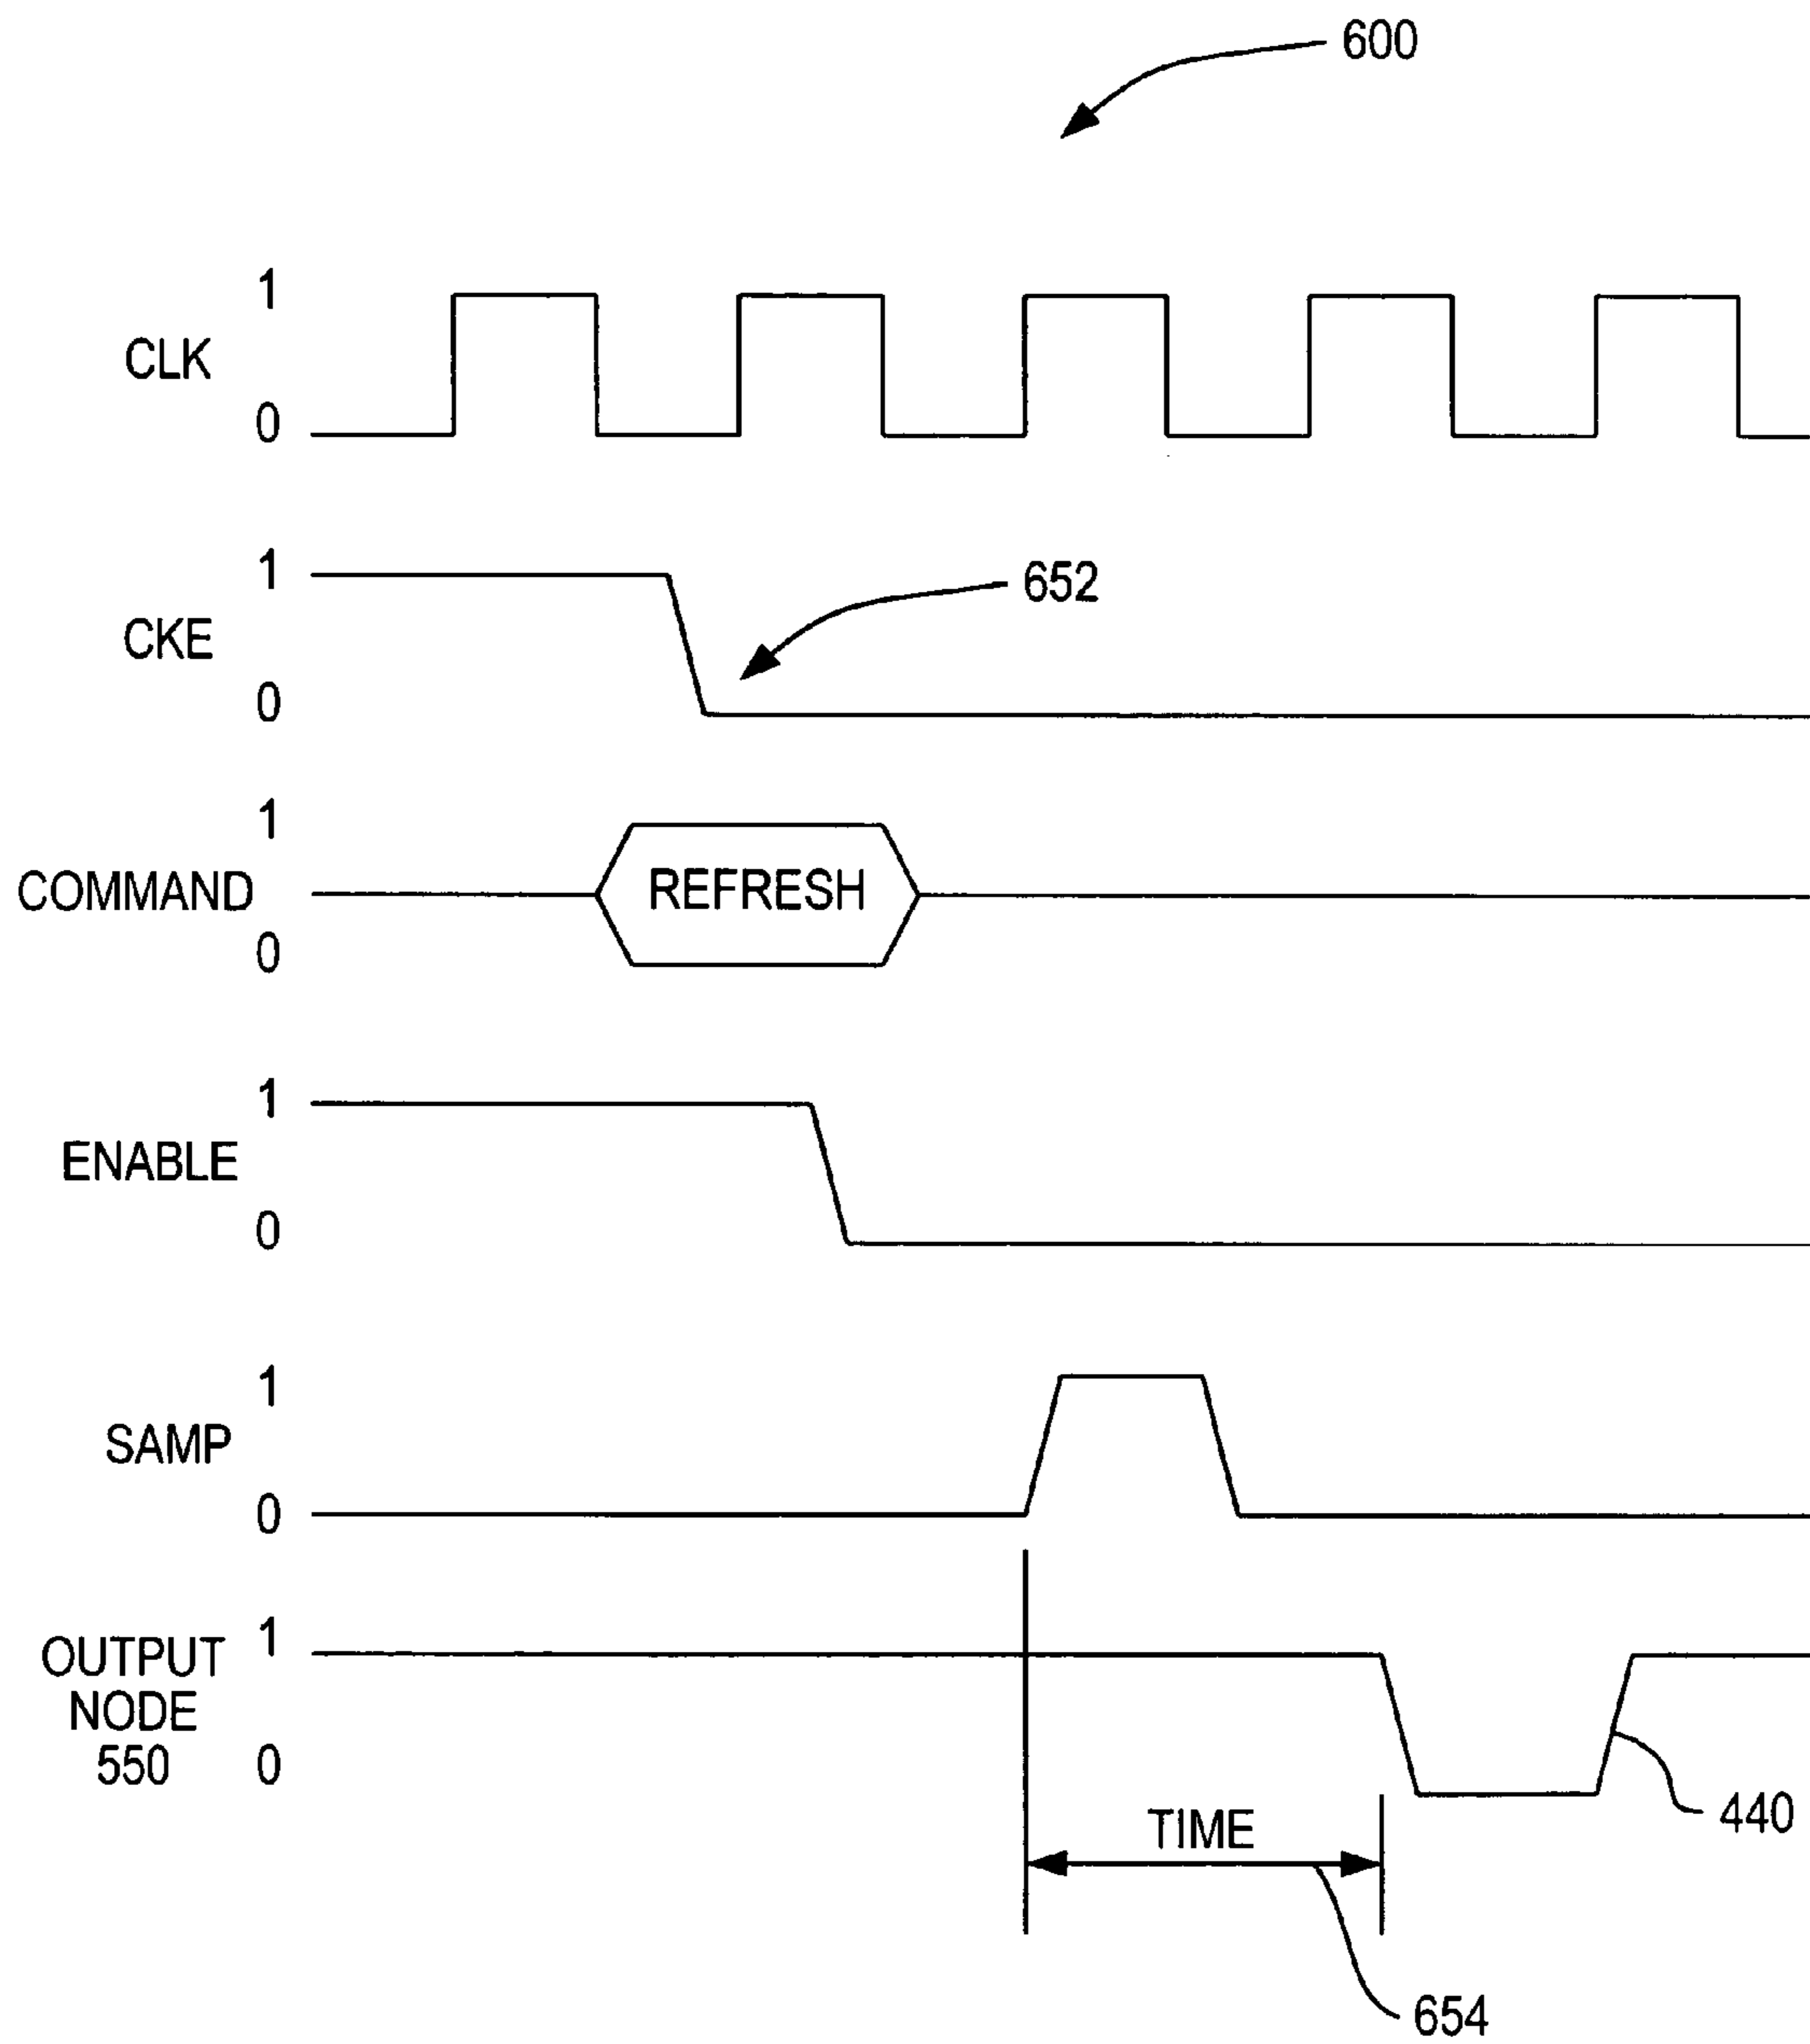 600
1
CLK
0
1
652
CKE
0
1
COMMAND
REFRESH
0
1
ENABLE
0
1
SAMP
0
1
OUTPUT
NODE
550
0
TIME
440
654